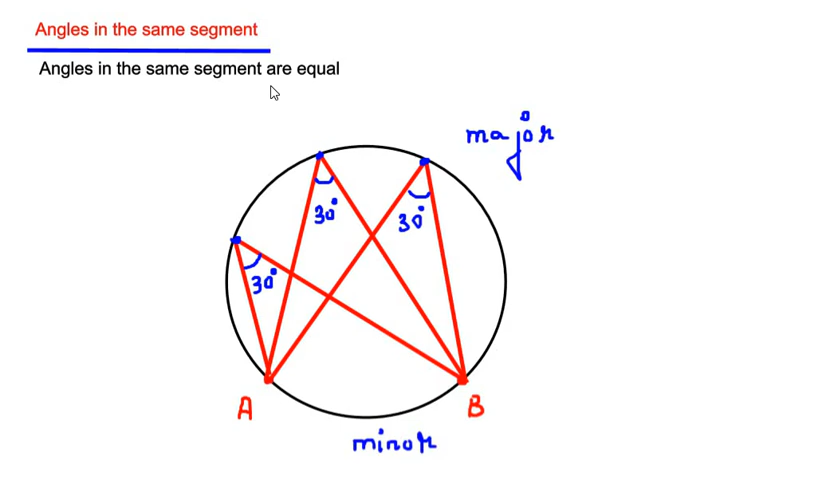 Angles in the same segment
Angles in the same segment are equal
major
30°
30°
30°
A
B
minor